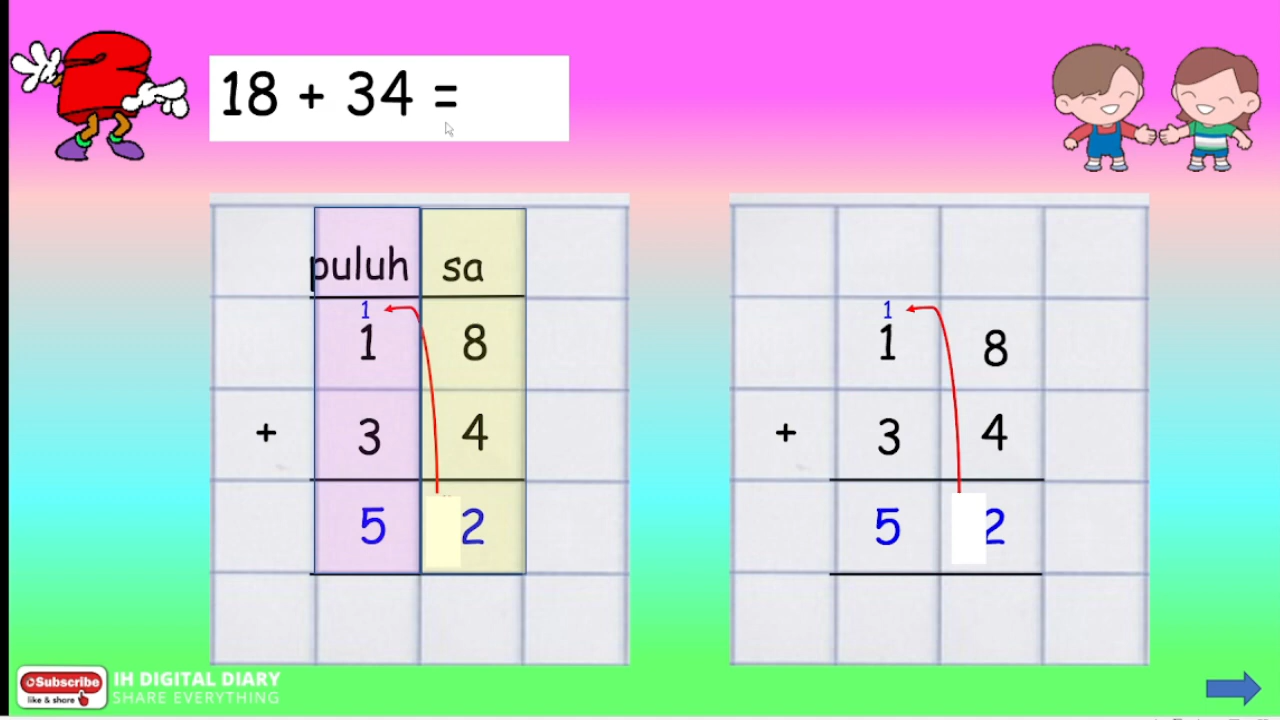 18 + 34 =
puluh sa
1
1 8
+ 3 4
5 2
1
1 8
+ 3 4
5 2
Subscribe
like & share
IH DIGITAL DIARY
SHARE EVERYTHING